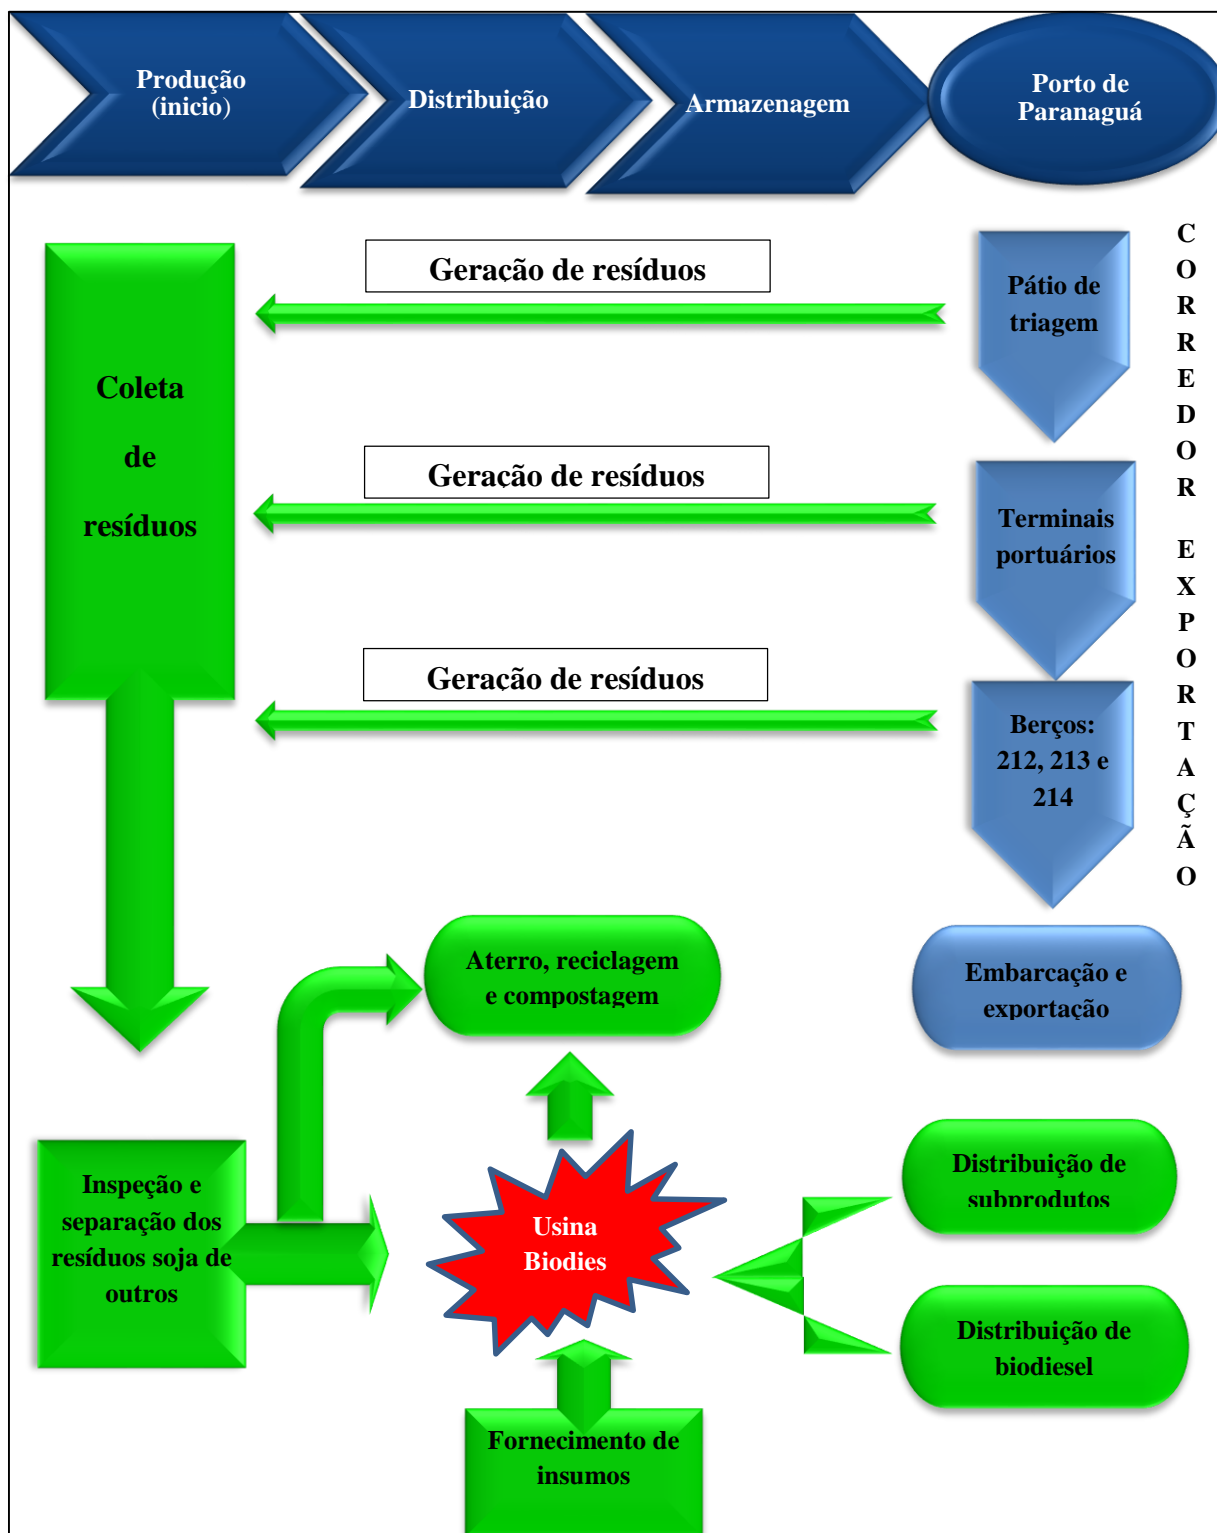 Produção
(inicio)
Distribuição
Armazenagem
Porto de
Paranaguá
Geração de resíduos
Pátio de
triagem
Coleta
de
resíduos
Geração de resíduos
Terminais
portuários
Geração de resíduos
Berços:
212, 213 e
214
C
O
R
R
E
D
O
R
E
X
P
O
R
T
A
Ç
Ã
O
Aterro, reciclagem
e compostagem
Embarcação e
exportação
Inspeção e
separação dos
resíduos soja de
outros
Usina
Biodies
Distribuição de
subprodutos
Distribuição de
biodiesel
Fornecimento de
insumos